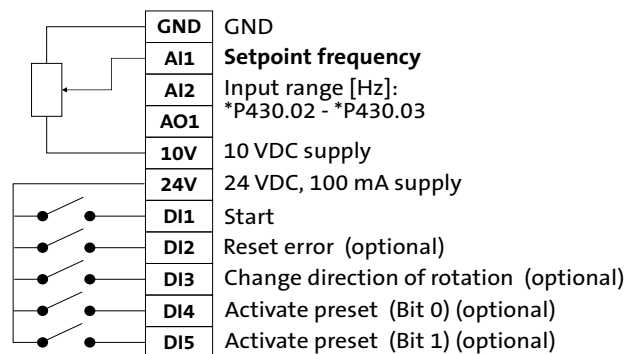 GND GND
AI1 Setpoint frequency
AI2 Input range [Hz]:
*P430.02 - *P430.03
AO1
10V 10 VDC supply
24V 24 VDC, 100 mA supply
DI1 Start
DI2 Reset error (optional)
DI3 Change direction of rotation (optional)
DI4 Activate preset (Bit 0) (optional)
DI5 Activate preset (Bit 1) (optional)